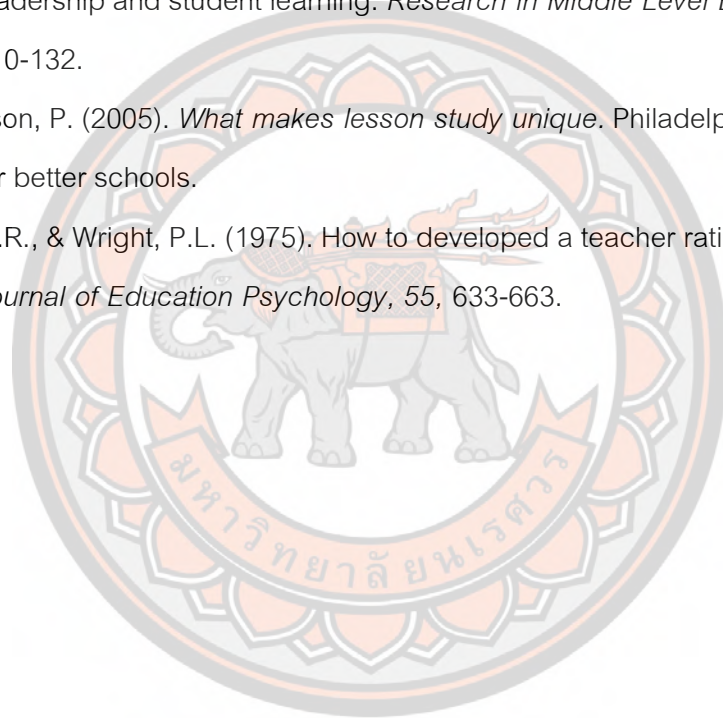 adership and student learning. Research in Middle Level
0-132.
son, P. (2005). What makes lesson study unique. Philadelp
r better schools.
.R., & Wright, P.L. (1975). How to developed a teacher rati
ournal of Education Psychology, 55, 633-663.
มหาวิทยาลัยนเรศวร